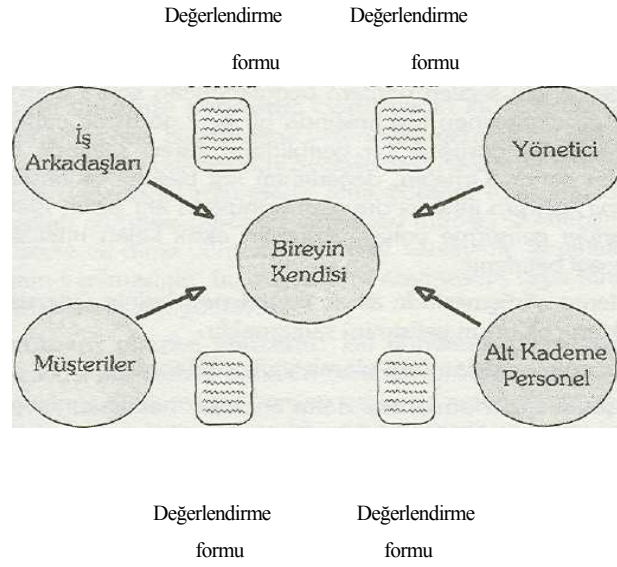 Değerlendirme Değerlendirme
formu formu
İş
Arkadaşları
Yönetici
Bireyin
Kendisi
Müşteriler
Alt Kademe
Personel
Değerlendirme Değerlendirme
formu formu